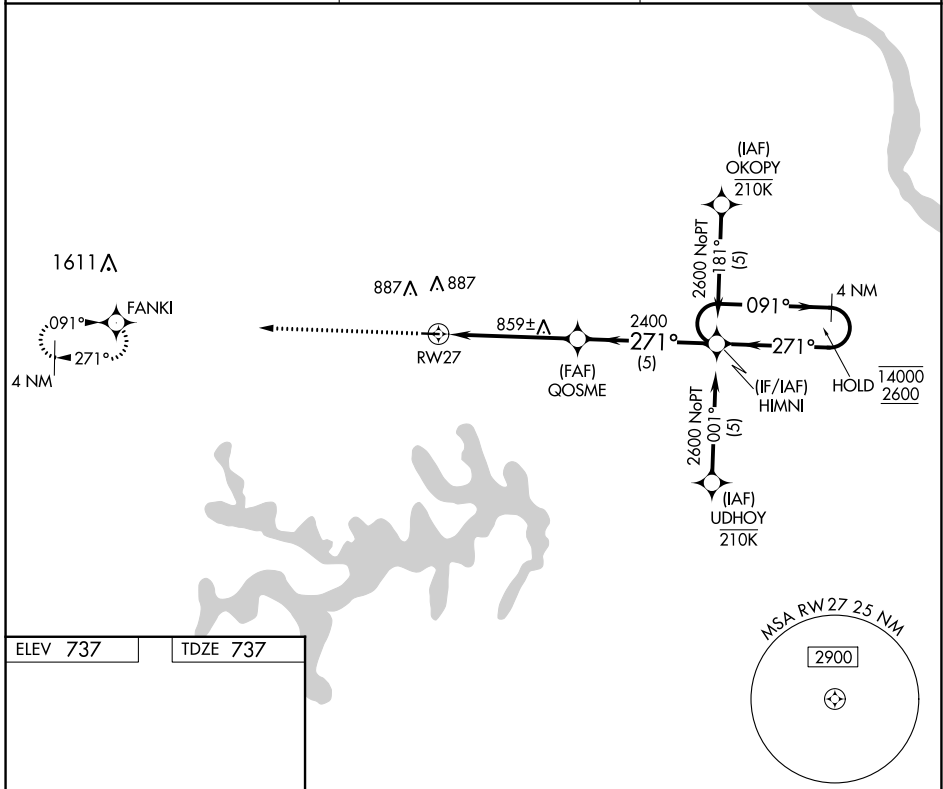 (IAF)
OKOPY
210K
2600 NoPT
181°
(5)
1611
FANKI
091°
271°
4 NM
887
887
859±
RW27
(FAF)
QOSME
2400
271°
(5)
091°
4 NM
271°
(IF/IAF)
HIMNI
HOLD
14000
2600
2600 NoPT
001°
(5)
(IAF)
UDHOY
210K
MSA RW27 25 NM
2900
ELEV 737
TDZE 737